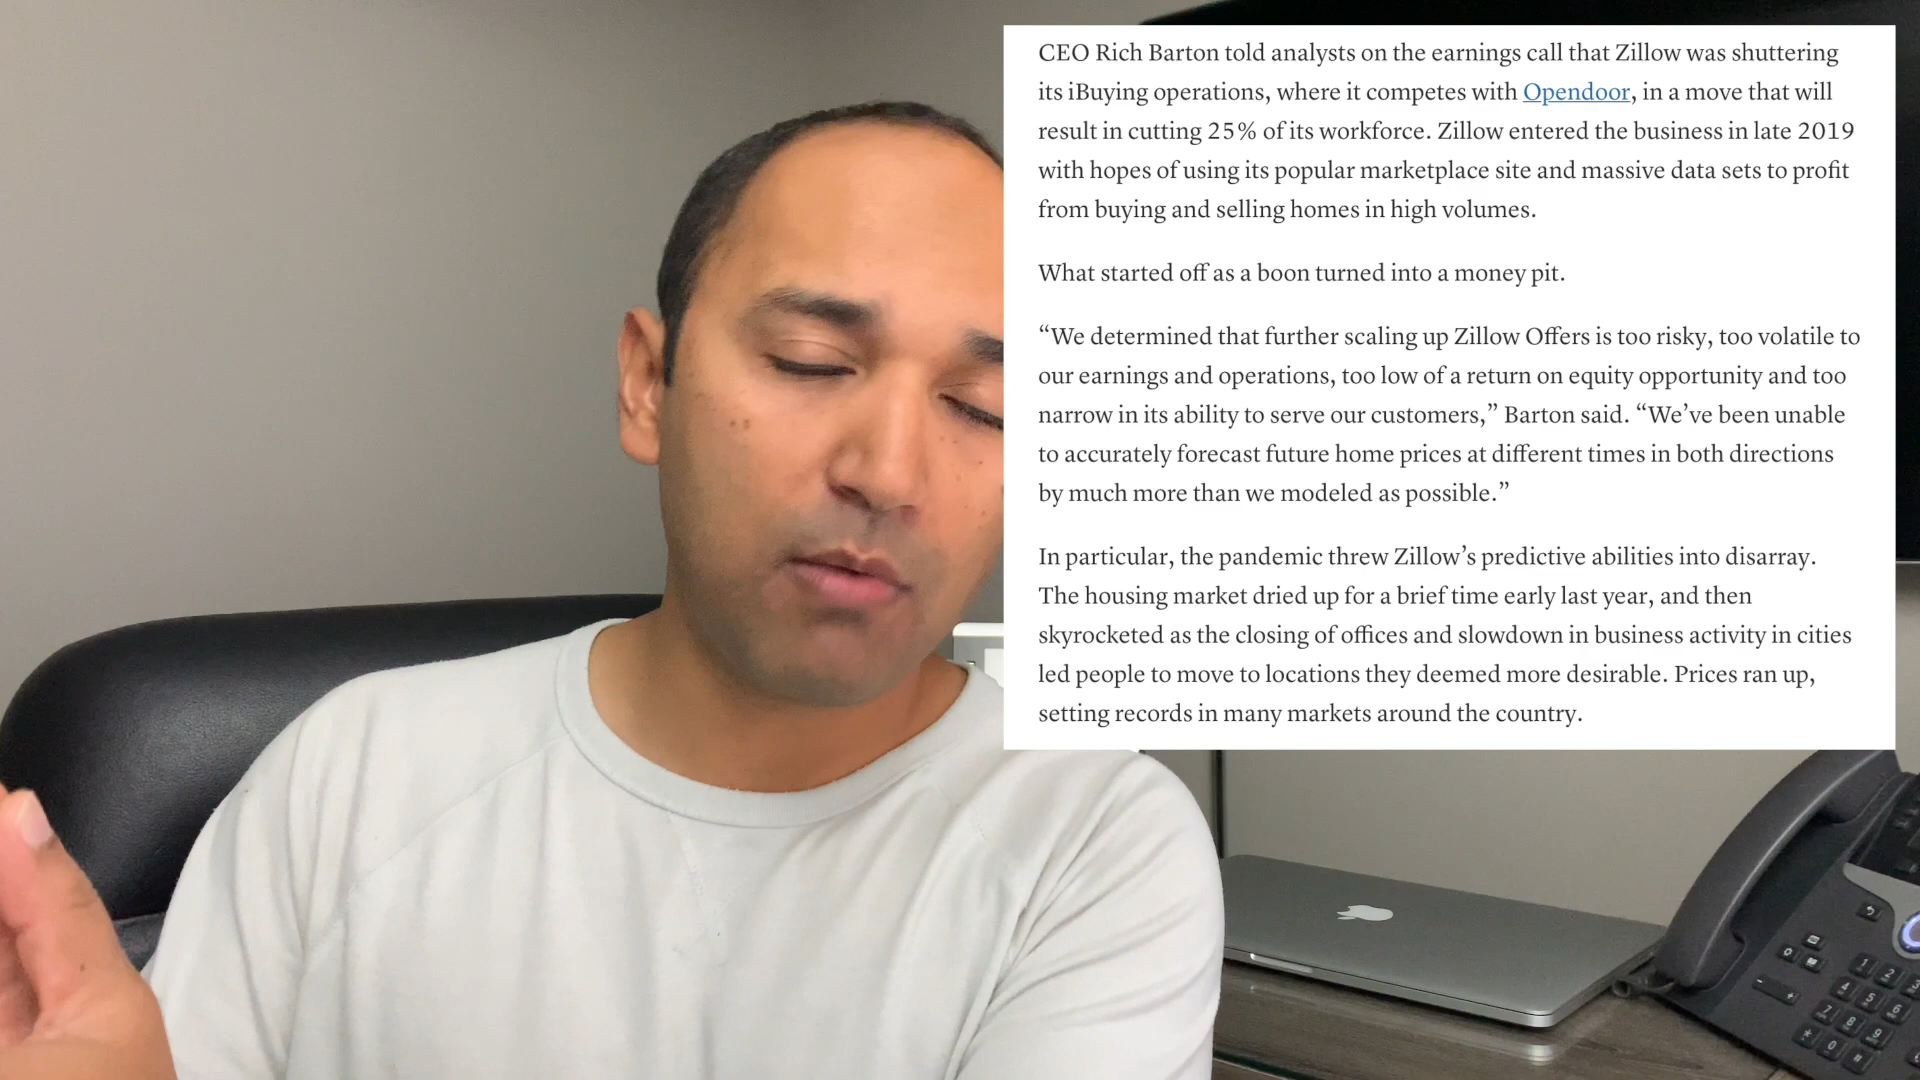 CEO Rich Barton told analysts on the earnings call that Zillow was shuttering
its iBuying operations, where it competes with Opendoor, in a move that will
result in cutting 25% of its workforce. Zillow entered the business in late 2019
with hopes of using its popular marketplace site and massive data sets to profit
from buying and selling homes in high volumes.
What started off as a boon turned into a money pit.
“We determined that further scaling up Zillow Offers is too risky, too volatile to
our earnings and operations, too low of a return on equity opportunity and too
narrow in its ability to serve our customers,” Barton said. “We’ve been unable
to accurately forecast future home prices at different times in both directions
by much more than we modeled as possible.”
In particular, the pandemic threw Zillow’s predictive abilities into disarray.
The housing market dried up for a brief time early last year, and then
skyrocketed as the closing of offices and slowdown in business activity in cities
led people to move to locations they deemed more desirable. Prices ran up,
setting records in many markets around the country.
1 2
4 5 6
7 8 9
* 0 #